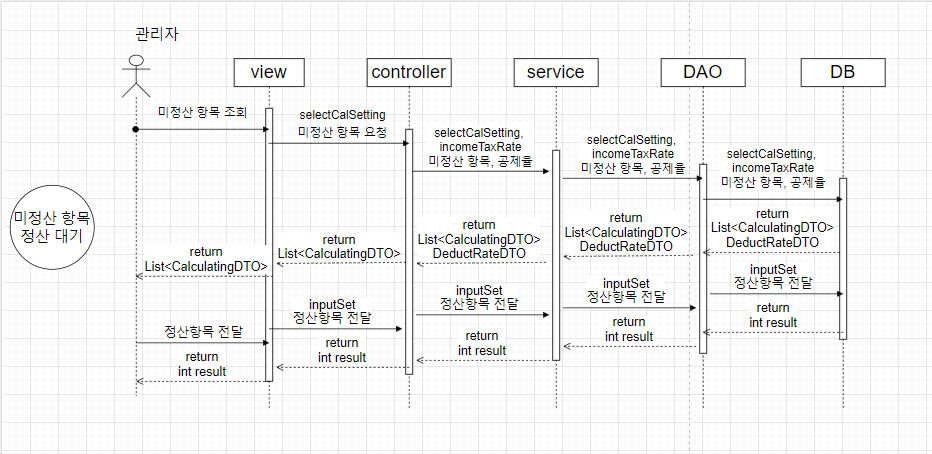 관리자
view
controller
service
DAO
DB
미정산 항목 조회
selectCalSetting
미정산 항목 요청
selectCalSetting,
incomeTaxRate
미정산 항목, 공제율
selectCalSetting,
incomeTaxRate
미정산 항목, 공제율
selectCalSetting,
incomeTaxRate
미정산 항목, 공제율
미정산 항목
정산 대기
return
List<CalculatingDTO>
return
List<CalculatingDTO>
return
List<CalculatingDTO>
DeductRateDTO
return
List<CalculatingDTO>
DeductRateDTO
return
List<CalculatingDTO>
DeductRateDTO
정산항목 전달
inputSet
정산항목 전달
inputSet
정산항목 전달
inputSet
정산항목 전달
inputSet
정산항목 전달
return
int result
return
int result
return
int result
return
int result
return
int result